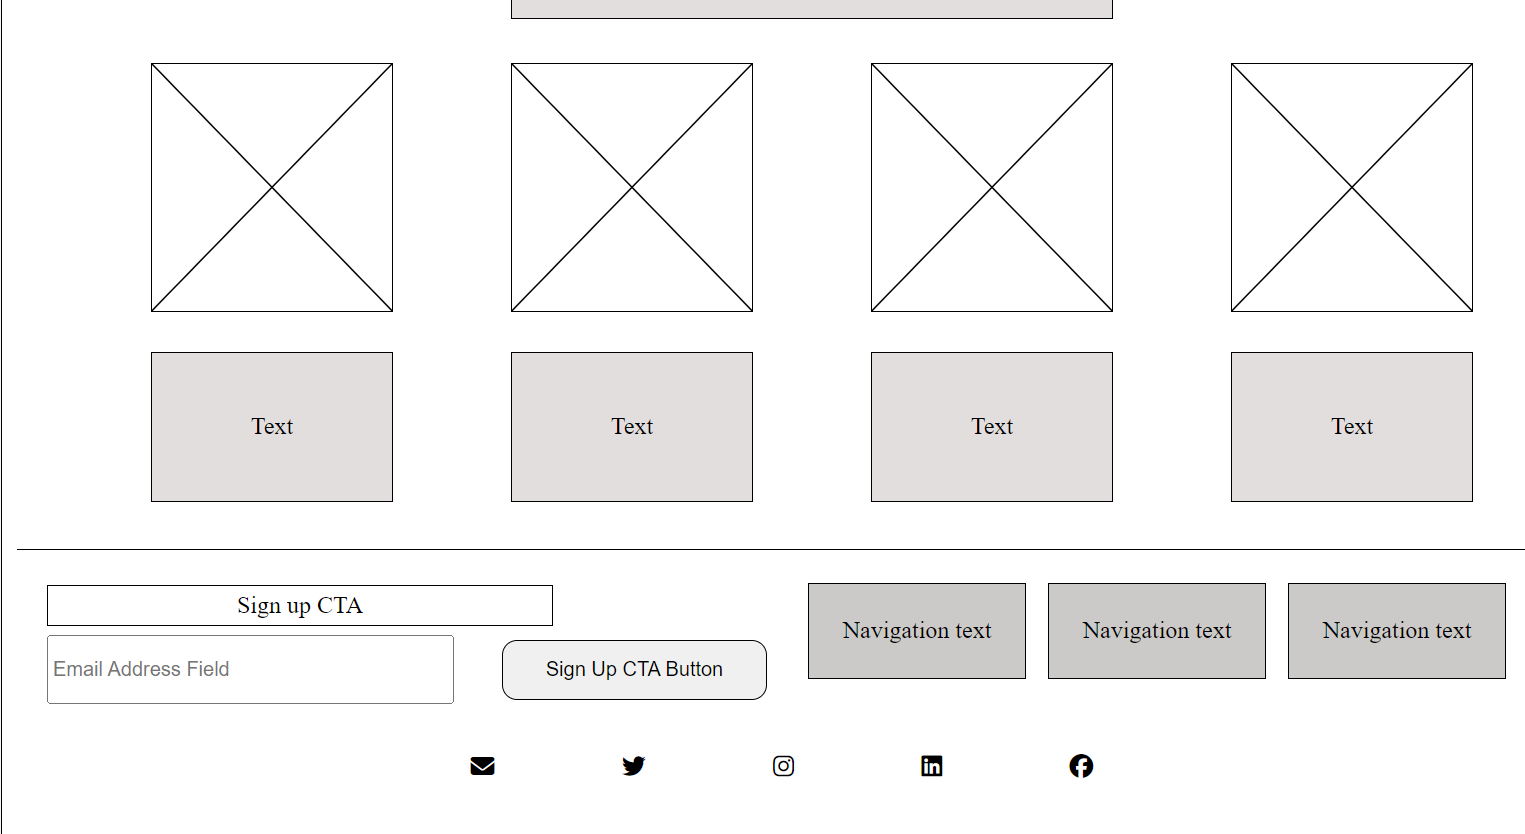 Text
Text
Text
Text
Sign up CTA
Email Address Field
Sign Up CTA Button
Navigation text
Navigation text
Navigation text